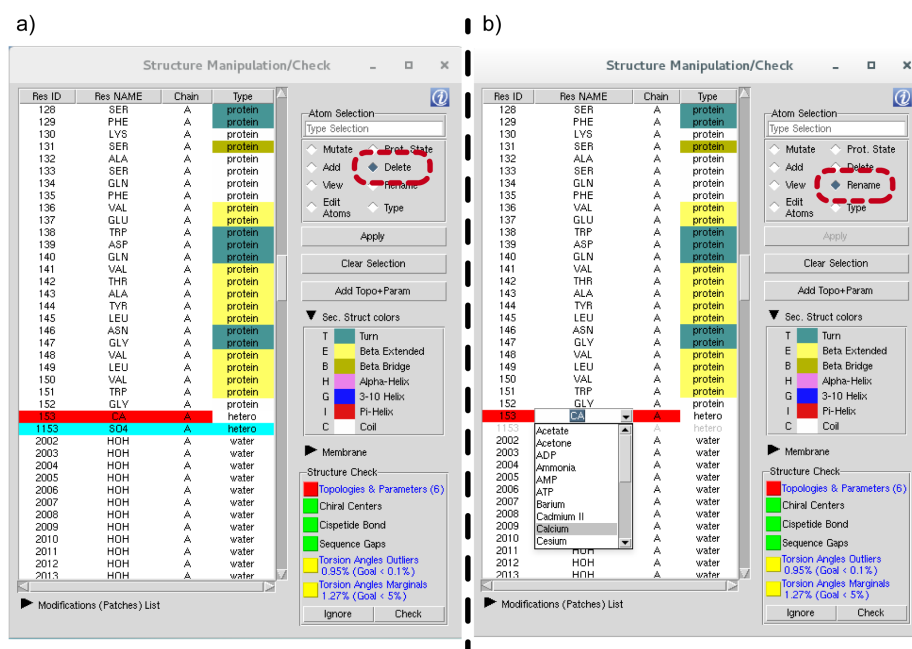 a)
Structure Manipulation/Check
Res ID Res NAME Chain Type
128 SER A protein
129 PHE A protein
130 LYS A protein
131 SER A protein
132 ALA A protein
133 SER A protein
134 GLN A protein
135 PHE A protein
136 VAL A protein
137 GLU A protein
138 TRP A protein
139 ASP A protein
140 GLN A protein
141 VAL A protein
142 THR A protein
143 ALA A protein
144 TYR A protein
145 LEU A protein
146 ASN A protein
147 GLY A protein
148 VAL A protein
149 LEU A protein
150 VAL A protein
151 TRP A protein
152 GLY A protein
153 CA A hetero
1153 SO4 A hetero
2002 HOH A water
2003 HOH A water
2004 HOH A water
2005 HOH A water
2006 HOH A water
2007 HOH A water
2008 HOH A water
2009 HOH A water
2010 HOH A water
2011 HOH A water
2012 HOH A water
2013 HOH A water
Modifications (Patches) List
i
Atom Selection
Type Selection
Mutate Prot. State
Add Delete
View Rename
Edit Atoms Type
Apply
Clear Selection
Add Topo+Param
Sec. Struct colors
T Turn
E Beta Extended
B Beta Bridge
H Alpha-Helix
G 3-10 Helix
I Pi-Helix
C Coil
Membrane
Structure Check
Topologies & Parameters (6)
Chiral Centers
Cispetide Bond
Sequence Gaps
Torsion Angles Outliers
0.95% (Goal < 0.1%)
Torsion Angles Marginals
1.27% (Goal < 5%)
Ignore Check
b)
Structure Manipulation/Check
Res ID Res NAME Chain Type
128 SER A protein
129 PHE A protein
130 LYS A protein
131 SER A protein
132 ALA A protein
133 SER A protein
134 GLN A protein
135 PHE A protein
136 VAL A protein
137 GLU A protein
138 TRP A protein
139 ASP A protein
140 GLN A protein
141 VAL A protein
142 THR A protein
143 ALA A protein
144 TYR A protein
145 LEU A protein
146 ASN A protein
147 GLY A protein
148 VAL A protein
149 LEU A protein
150 VAL A protein
151 TRP A protein
152 GLY A protein
153 CA A hetero
1153 A hetero
2002 A water
2003 A water
2004 A water
2005 A water
2006 A water
2007 A water
2008 A water
2009 A water
2010 A water
2011 HOH A water
2012 HOH A water
2013 HOH A water
Acetate
Acetone
ADP
Ammonia
AMP
ATP
Barium
Cadmium II
Calcium
Cesium
Modifications (Patches) List
i
Atom Selection
Type Selection
Mutate Prot. State
Add Delete
View Rename
Edit Atoms Type
Apply
Clear Selection
Add Topo+Param
Sec. Struct colors
T Turn
E Beta Extended
B Beta Bridge
H Alpha-Helix
G 3-10 Helix
I Pi-Helix
C Coil
Membrane
Structure Check
Topologies & Parameters (6)
Chiral Centers
Cispetide Bond
Sequence Gaps
Torsion Angles Outliers
0.95% (Goal < 0.1%)
Torsion Angles Marginals
1.27% (Goal < 5%)
Ignore Check